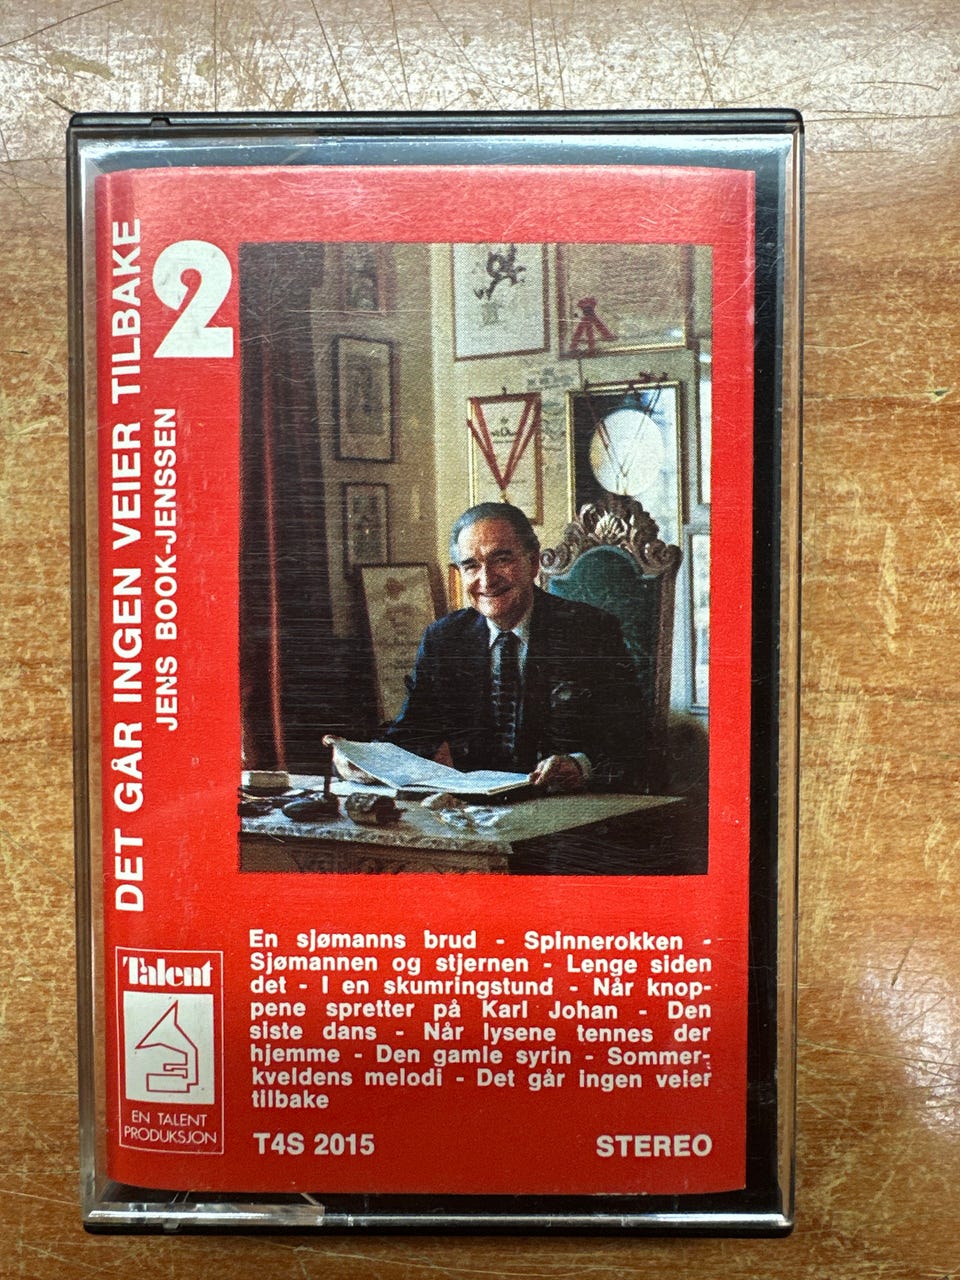 DET GÅR INGEN VEIER TILBAKE 2
JENS BOOK-JENSSEN
En sjømanns brud - Spinnerokken -
Sjømannen og stjernen - Lenge siden
det - I en skumringstund - Når knop-
pene spretter på Karl Johan - Den
siste dans - Når lysene tennes der
hjemme - Den gamle syrin - Sommer-
kveldens melodi - Det går ingen veier
tilbake
Talent
EN TALENT
PRODUKSJON
T4S 2015
STEREO